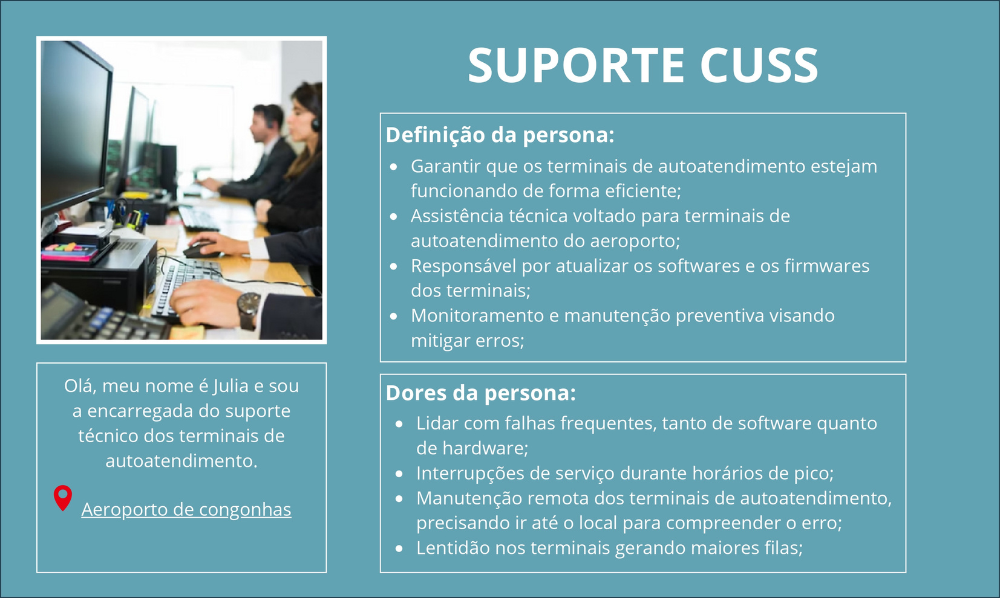 SUPORTE CUSS
Definição da persona:
• Garantir que os terminais de autoatendimento estejam
funcionando de forma eficiente;
• Assistência técnica voltado para terminais de
autoatendimento do aeroporto;
• Responsável por atualizar os softwares e os firmwares
dos terminais;
• Monitoramento e manutenção preventiva visando
mitigar erros;
Olá, meu nome é Julia e sou
a encarregada do suporte
técnico dos terminais de
autoatendimento.
Aeroporto de congonhas
Dores da persona:
• Lidar com falhas frequentes, tanto de software quanto
de hardware;
• Interrupções de serviço durante horários de pico;
• Manutenção remota dos terminais de autoatendimento,
precisando ir até o local para compreender o erro;
• Lentidão nos terminais gerando maiores filas;